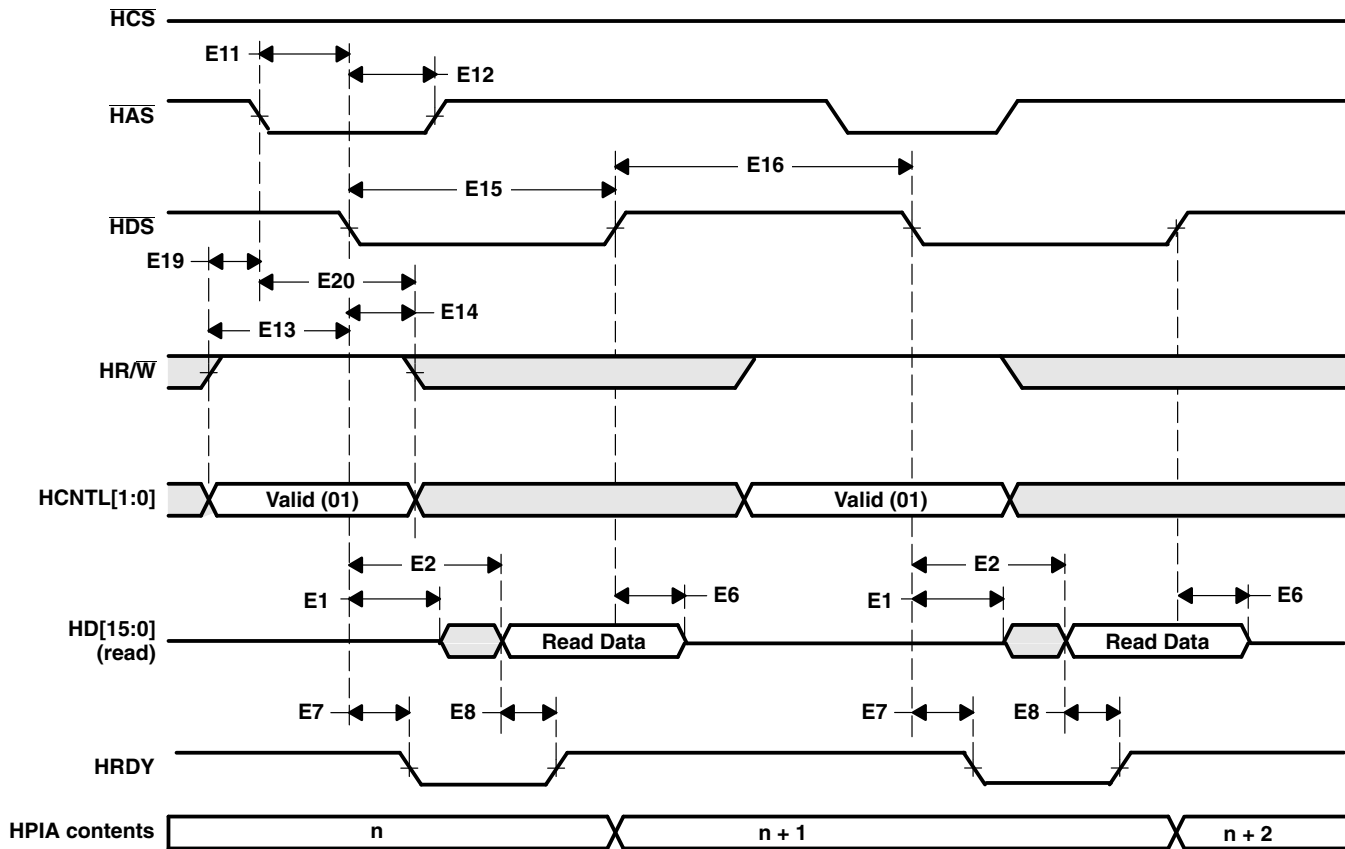 HCS
E11
E12
HAS
E16
E15
HDS
E19
E20
E14
E13
HR/W
HCNTL[1:0]
Valid (01)
Valid (01)
E2
E2
E1
E6
E1
E6
HD[15:0]
(read)
Read Data
Read Data
E7
E8
E7
E8
HRDY
HPIA contents
n
n + 1
n + 2